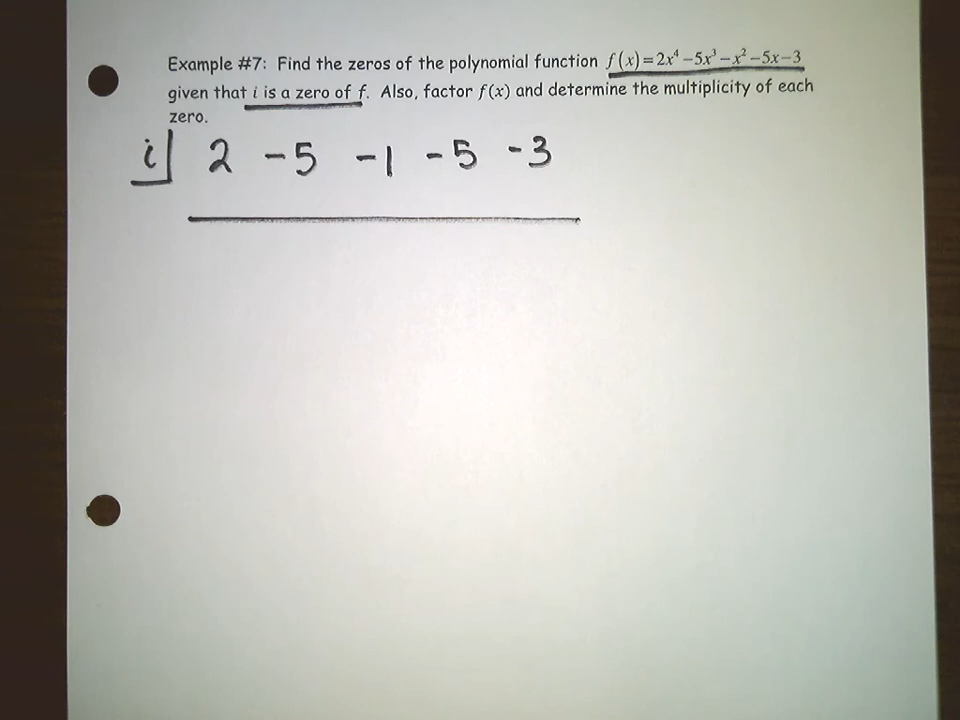 Example #7: Find the zeros of the polynomial function f(x)=2x⁴−5x³−x²−5x−3
given that i is a zero of f. Also, factor f(x) and determine the multiplicity of each
zero.
i| 2 -5 -1 -5 -3